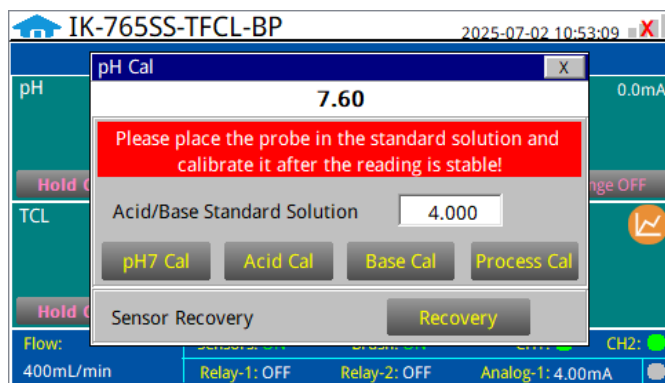 IK-765SS-TFCL-BP
2025-07-02 10:53:09
pH Cal
X
7.60
pH
0.0mA
Please place the probe in the standard solution and
calibrate it after the reading is stable!
Hold
OFF
Acid/Base Standard Solution
4.000
TCL
pH7 Cal
Acid Cal
Base Cal
Process Cal
Sensor Recovery
Recovery
Hold
Flow:
CH2:
400mL/min
Relay-1: OFF
Relay-2: OFF
Analog-1: 4.00mA